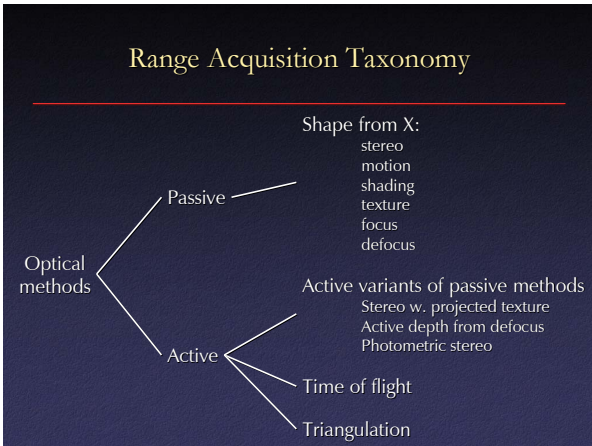 Range Acquisition Taxonomy
Shape from X:
stereo
motion
shading
texture
focus
defocus
Passive
Optical
methods
Active variants of passive methods
Stereo w. projected texture
Active depth from defocus
Photometric stereo
Active
Time of flight
Triangulation